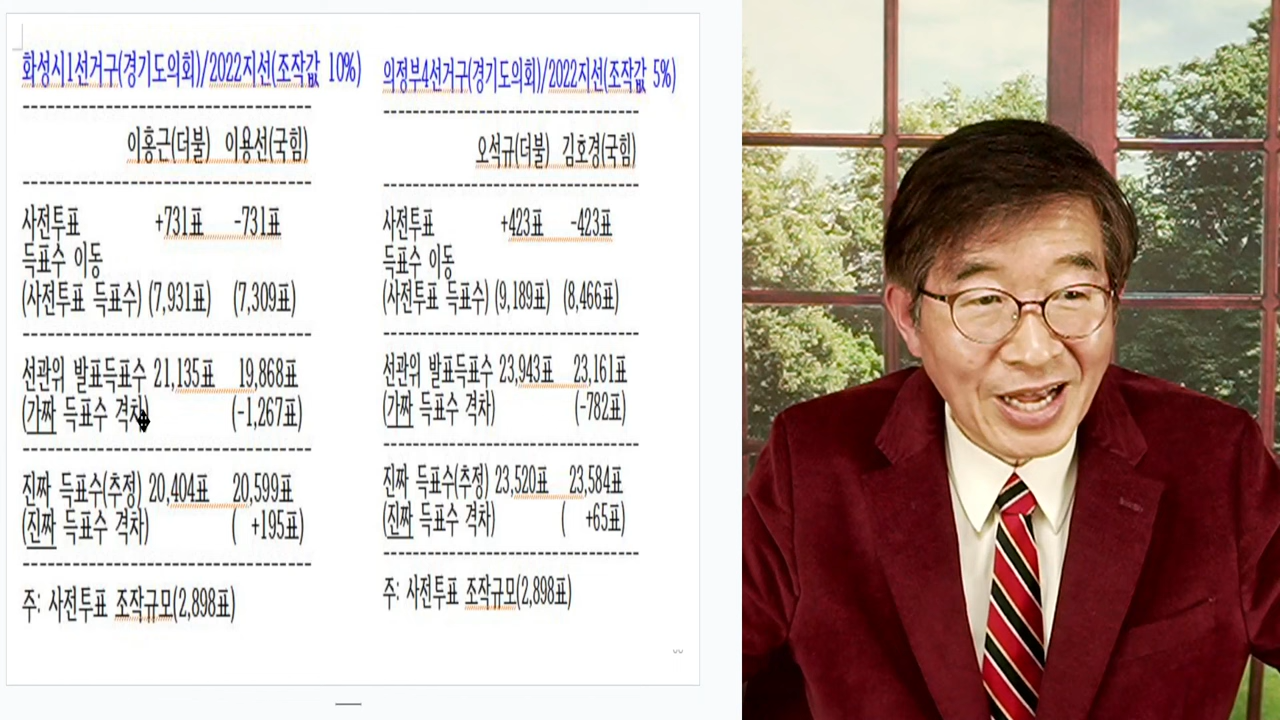 화성시1선거구(경기도의회)/2022지선(조작값 10%)
이홍근(더불) 이용선(국힘)
사전투표 +731표 -731표
득표수 이동
(사전투표 득표수) (7,931표) (7,309표)
선관위 발표득표수 21,135표 19,868표
(가짜 득표수 격차) (-1,267표)
진짜 득표수(추정) 20,404표 20,599표
(진짜 득표수 격차) ( +195표)
주: 사전투표 조작규모(2,898표)
의정부4선거구(경기도의회)/2022지선(조작값 5%)
오석규(더불) 김호경(국힘)
사전투표 +423표 -423표
득표수 이동
(사전투표 득표수) (9,189표) (8,466표)
선관위 발표득표수 23,943표 23,161표
(가짜 득표수 격차) (-782표)
진짜 득표수(추정) 23,520표 23,584표
(진짜 득표수 격차) ( +65표)
주: 사전투표 조작규모(2,898표)